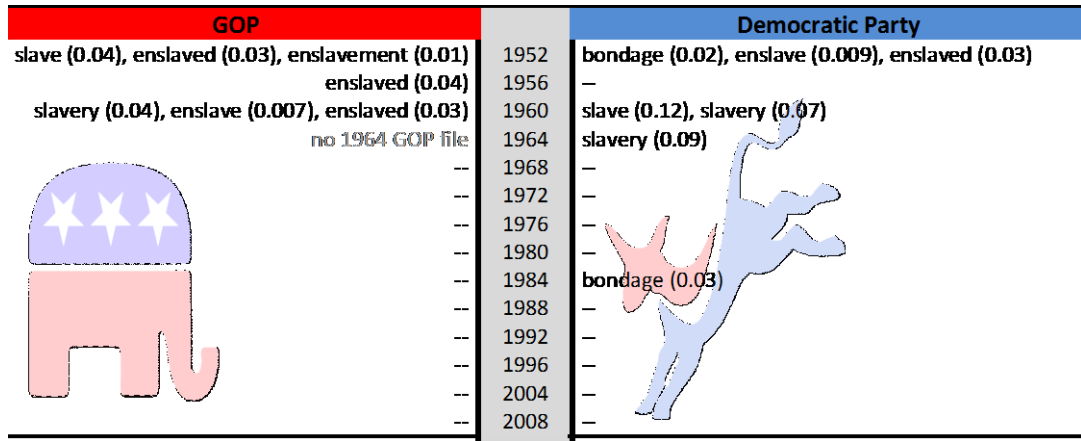 GOP Democratic Party
slave (0.04), enslaved (0.03), enslavement (0.01) 1952 bondage (0.02), enslave (0.009), enslaved (0.03)
enslaved (0.04) 1956 –
slavery (0.04), enslave (0.007), enslaved (0.03) 1960 slave (0.12), slavery (0.07)
no 1964 GOP file 1964 slavery (0.09)
-- 1968 –
-- 1972 –
-- 1976 –
-- 1980 –
-- 1984 bondage (0.03)
-- 1988 –
-- 1992 –
-- 1996 –
-- 2004 –
-- 2008 –